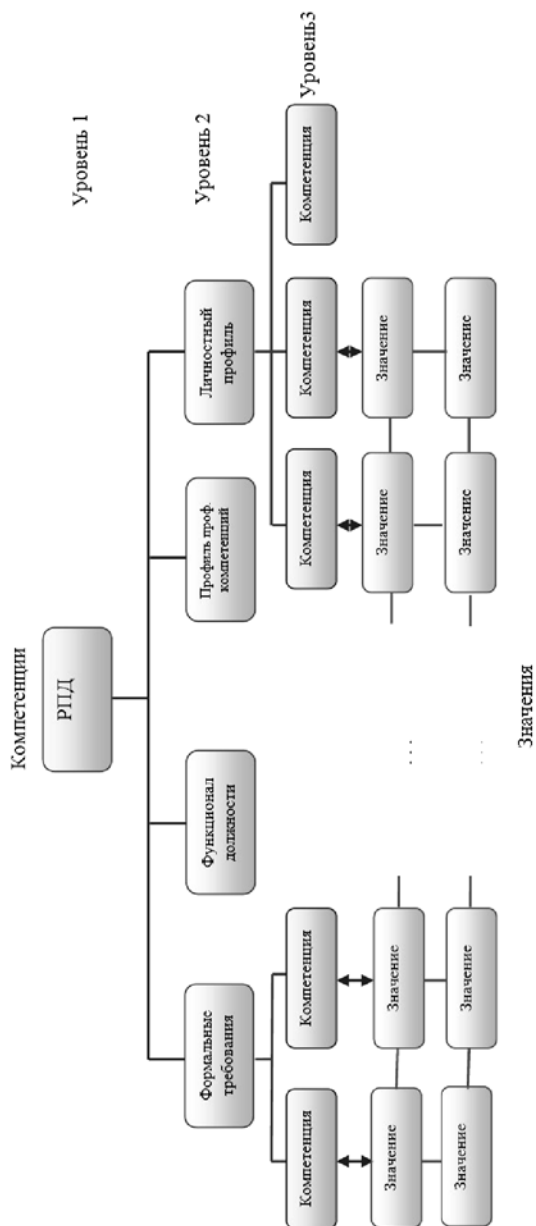 Компетенции
РПД
Уровень 1
Формальные
требования
Функционал
должности
Профиль проф.
компетенций
Личностный
профиль
Уровень 2
Компетенция
Компетенция
Компетенция
Компетенция
Компетенция
Уровень3
Значение
Значение
...
Значение
Значение
Значение
Значение
...
Значение
Значение
Значения